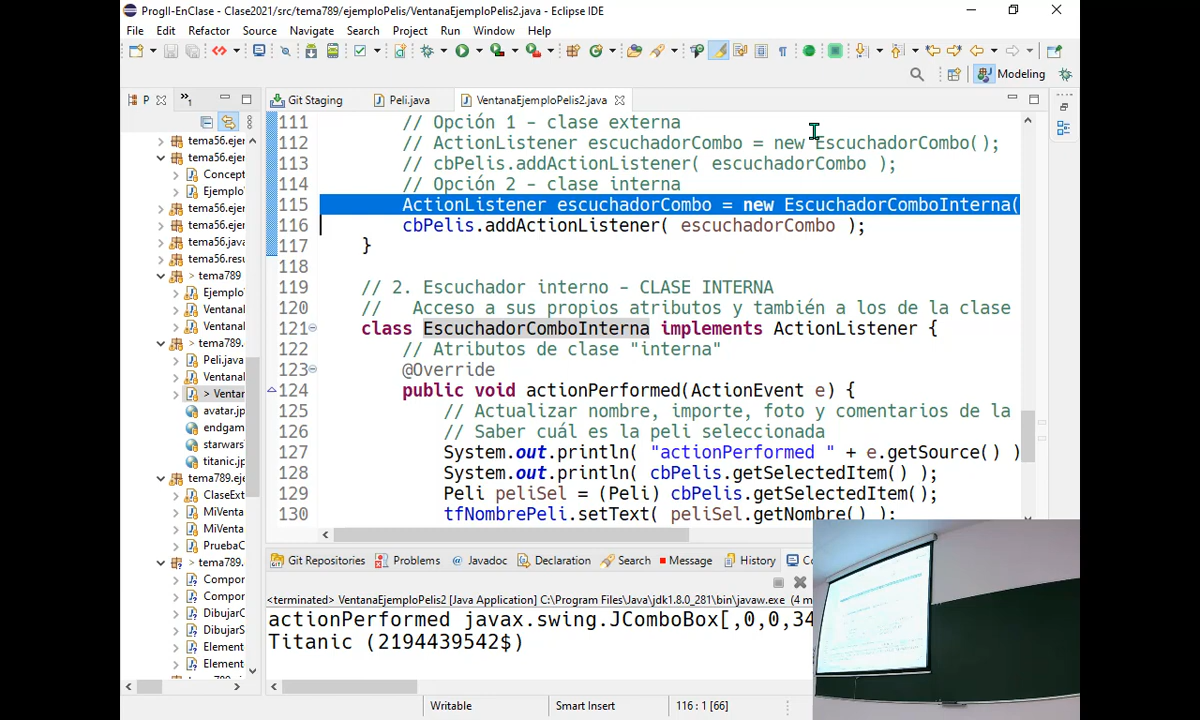 ProgII-EnClase - Clase2021/src/tema789/ejemploPelis/VentanaEjemploPelis2.java - Eclipse IDE
File Edit Refactor Source Navigate Search Project Run Window Help
Modeling
P
1
Git Staging
Peli.java
VentanaEjemploPelis2.java
tema56.ejer
tema56.ejer
Concept
Ejemplo
tema56.ejer
tema56.ejer
tema56.java
tema56.resu
> tema789
Ejemplo
Ventanal
Ventanal
> tema789.
Peli.java
Ventanal
> Ventar
avatar.jp
endgam
starwars
titanic.jp
tema789.eje
ClaseExt
MiVenta
MiVenta
PruebaC
> tema789.
Compor
Compor
DibujarC
DibujarS
Element
Element
111 // Opción 1 - clase externa
112 // ActionListener escuchadorCombo = new EscuchadorCombo();
113 // cbPelis.addActionListener( escuchadorCombo );
114 // Opción 2 - clase interna
115 ActionListener escuchadorCombo = new EscuchadorComboInterna(
116 cbPelis.addActionListener( escuchadorCombo );
117 }
118
119 // 2. Escuchador interno - CLASE INTERNA
120 // Acceso a sus propios atributos y también a los de la clase
121 class EscuchadorComboInterna implements ActionListener {
122 // Atributos de clase "interna"
123 @Override
124 public void actionPerformed(ActionEvent e) {
125 // Actualizar nombre, importe, foto y comentarios de la
126 // Saber cuál es la peli seleccionada
127 System.out.println( "actionPerformed " + e.getSource() )
128 System.out.println( cbPelis.getSelectedItem() );
129 Peli peliSel = (Peli) cbPelis.getSelectedItem();
130 tfNombrePeli.setText( peliSel.getNombre() );
Git Repositories Problems @ Javadoc Declaration Search Message History Co
<terminated> VentanaEjemploPelis2 [Java Application] C:\Program Files\Java\jdk1.8.0_281\bin\javaw.exe (4 m
actionPerformed javax.swing.JComboBox[,0,0,34
Titanic (2194439542$)
Writable Smart Insert 116 : 1 [66]